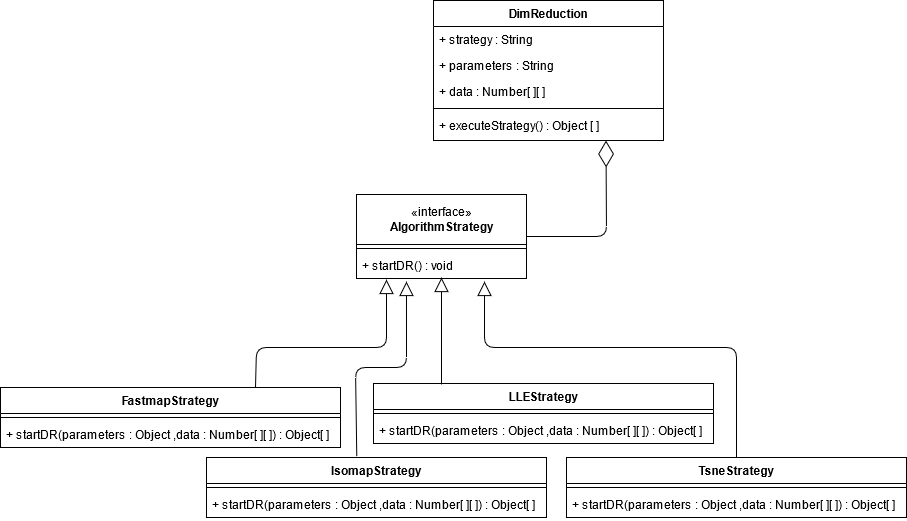 DimReduction
+ strategy : String
+ parameters : String
+ data : Number[ ][ ]
+ executeStrategy() : Object [ ]
«interface»
AlgorithmStrategy
+ startDR() : void
FastmapStrategy
+ startDR(parameters : Object ,data : Number[ ][ ]) : Object[ ]
LLEStrategy
+ startDR(parameters : Object ,data : Number[ ][ ]) : Object[ ]
IsomapStrategy
+ startDR(parameters : Object ,data : Number[ ][ ]) : Object[ ]
TsneStrategy
+ startDR(parameters : Object ,data : Number[ ][ ]) : Object[ ]